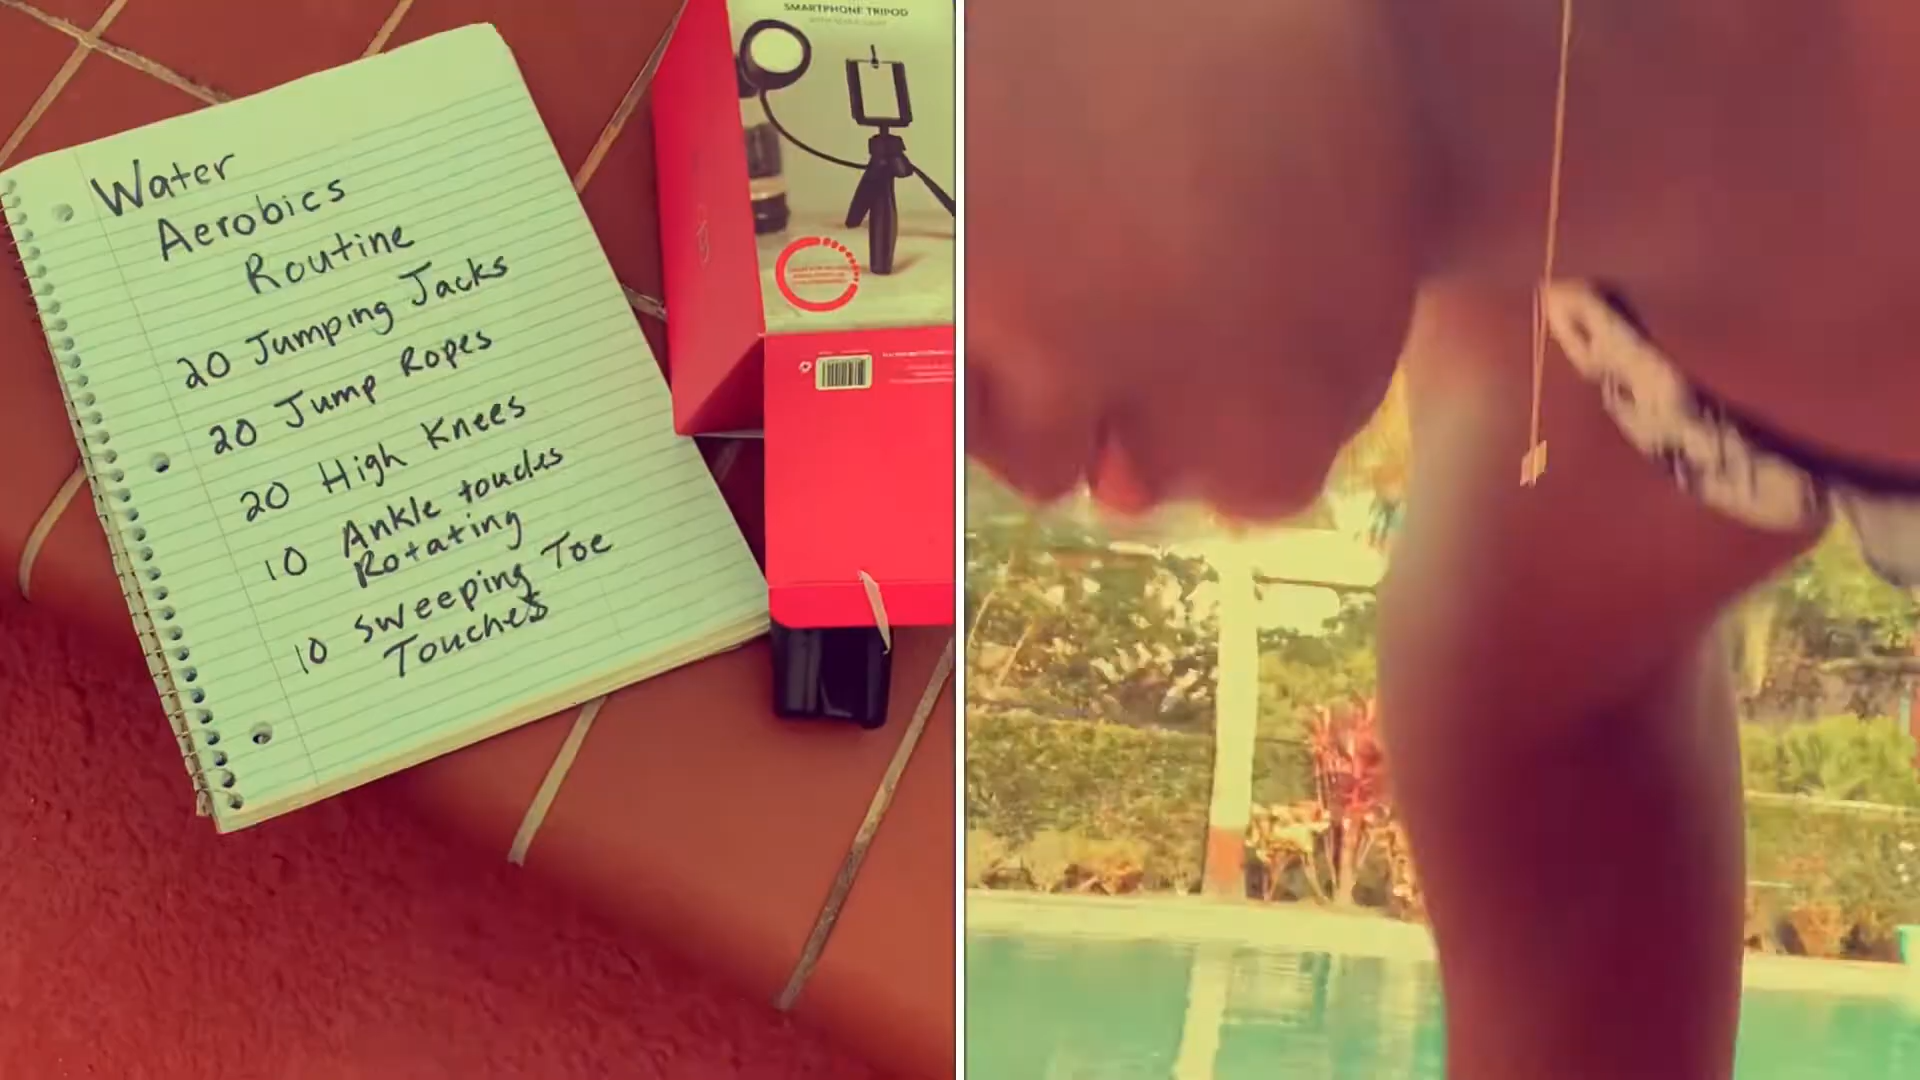 Water
Aerobics
Routine
20 Jumping Jacks
20 Jump Ropes
20 High Knees
10 Ankle touches
Rotating
10 sweeping Toe
Touches
SMARTPHONE TRIPOD